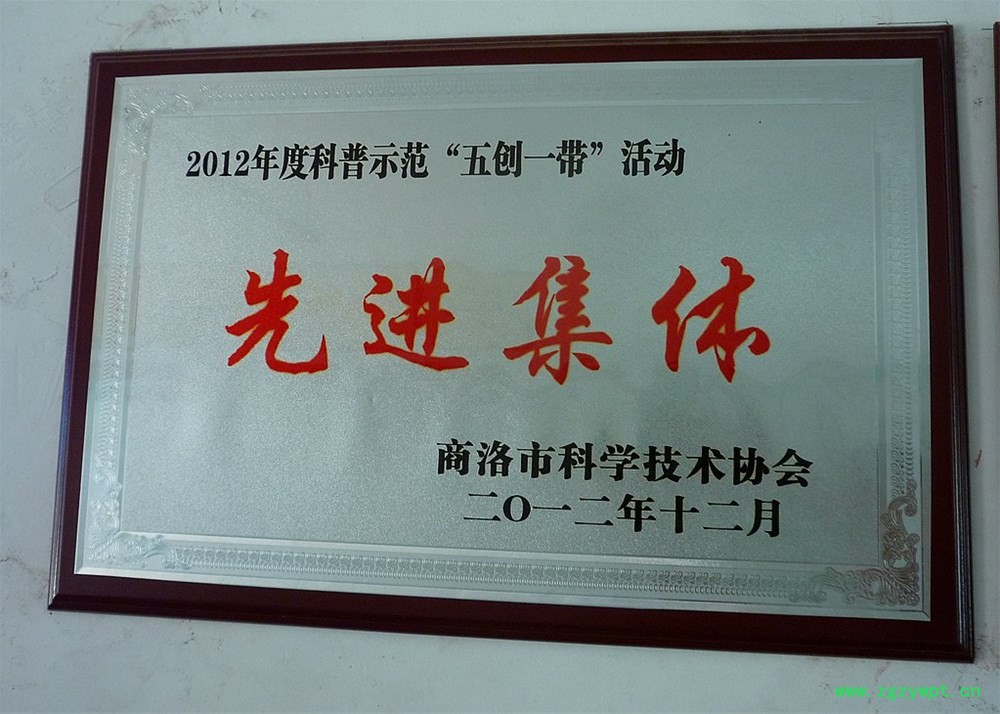 2012年度科普示范“五创一带”活动
先进集体
商洛市科学技术协会
二O一二年十二月
www.zgzywpt.cn